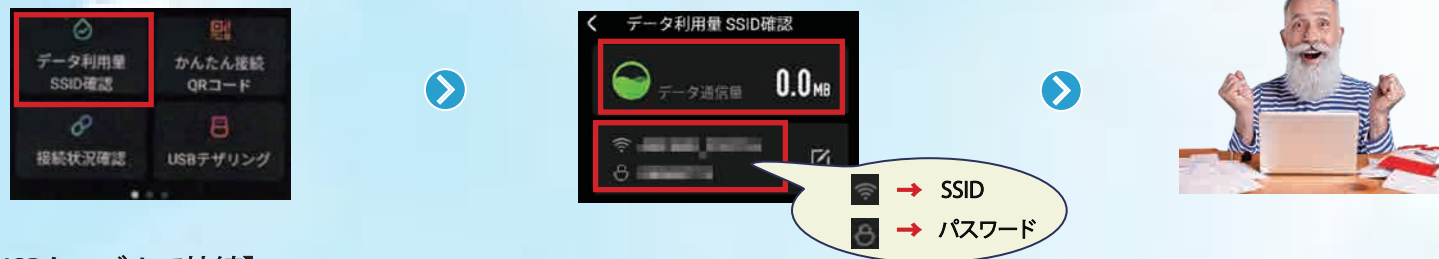 データ利用量
SSID確認
かんたん接続
QRコード
接続状況確認
USBテザリング
データ利用量 SSID確認
データ通信量 0.0MB
→ SSID
→ パスワード